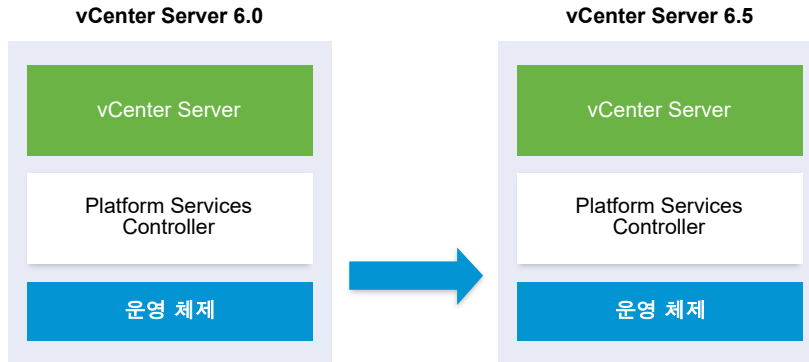 vCenter Server 6.0
vCenter Server
Platform Services
Controller
운영 체제
vCenter Server 6.5
vCenter Server
Platform Services
Controller
운영 체제